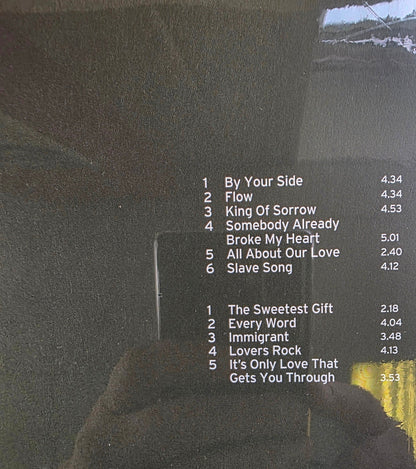 1 By Your Side 4.34
2 Flow 4.34
3 King Of Sorrow 4.53
4 Somebody Already
Broke My Heart 5.01
5 All About Our Love 2.40
6 Slave Song 4.12
1 The Sweetest Gift 2.18
2 Every Word 4.04
3 Immigrant 3.48
4 Lovers Rock 4.13
5 It's Only Love That
Gets You Through 3.53